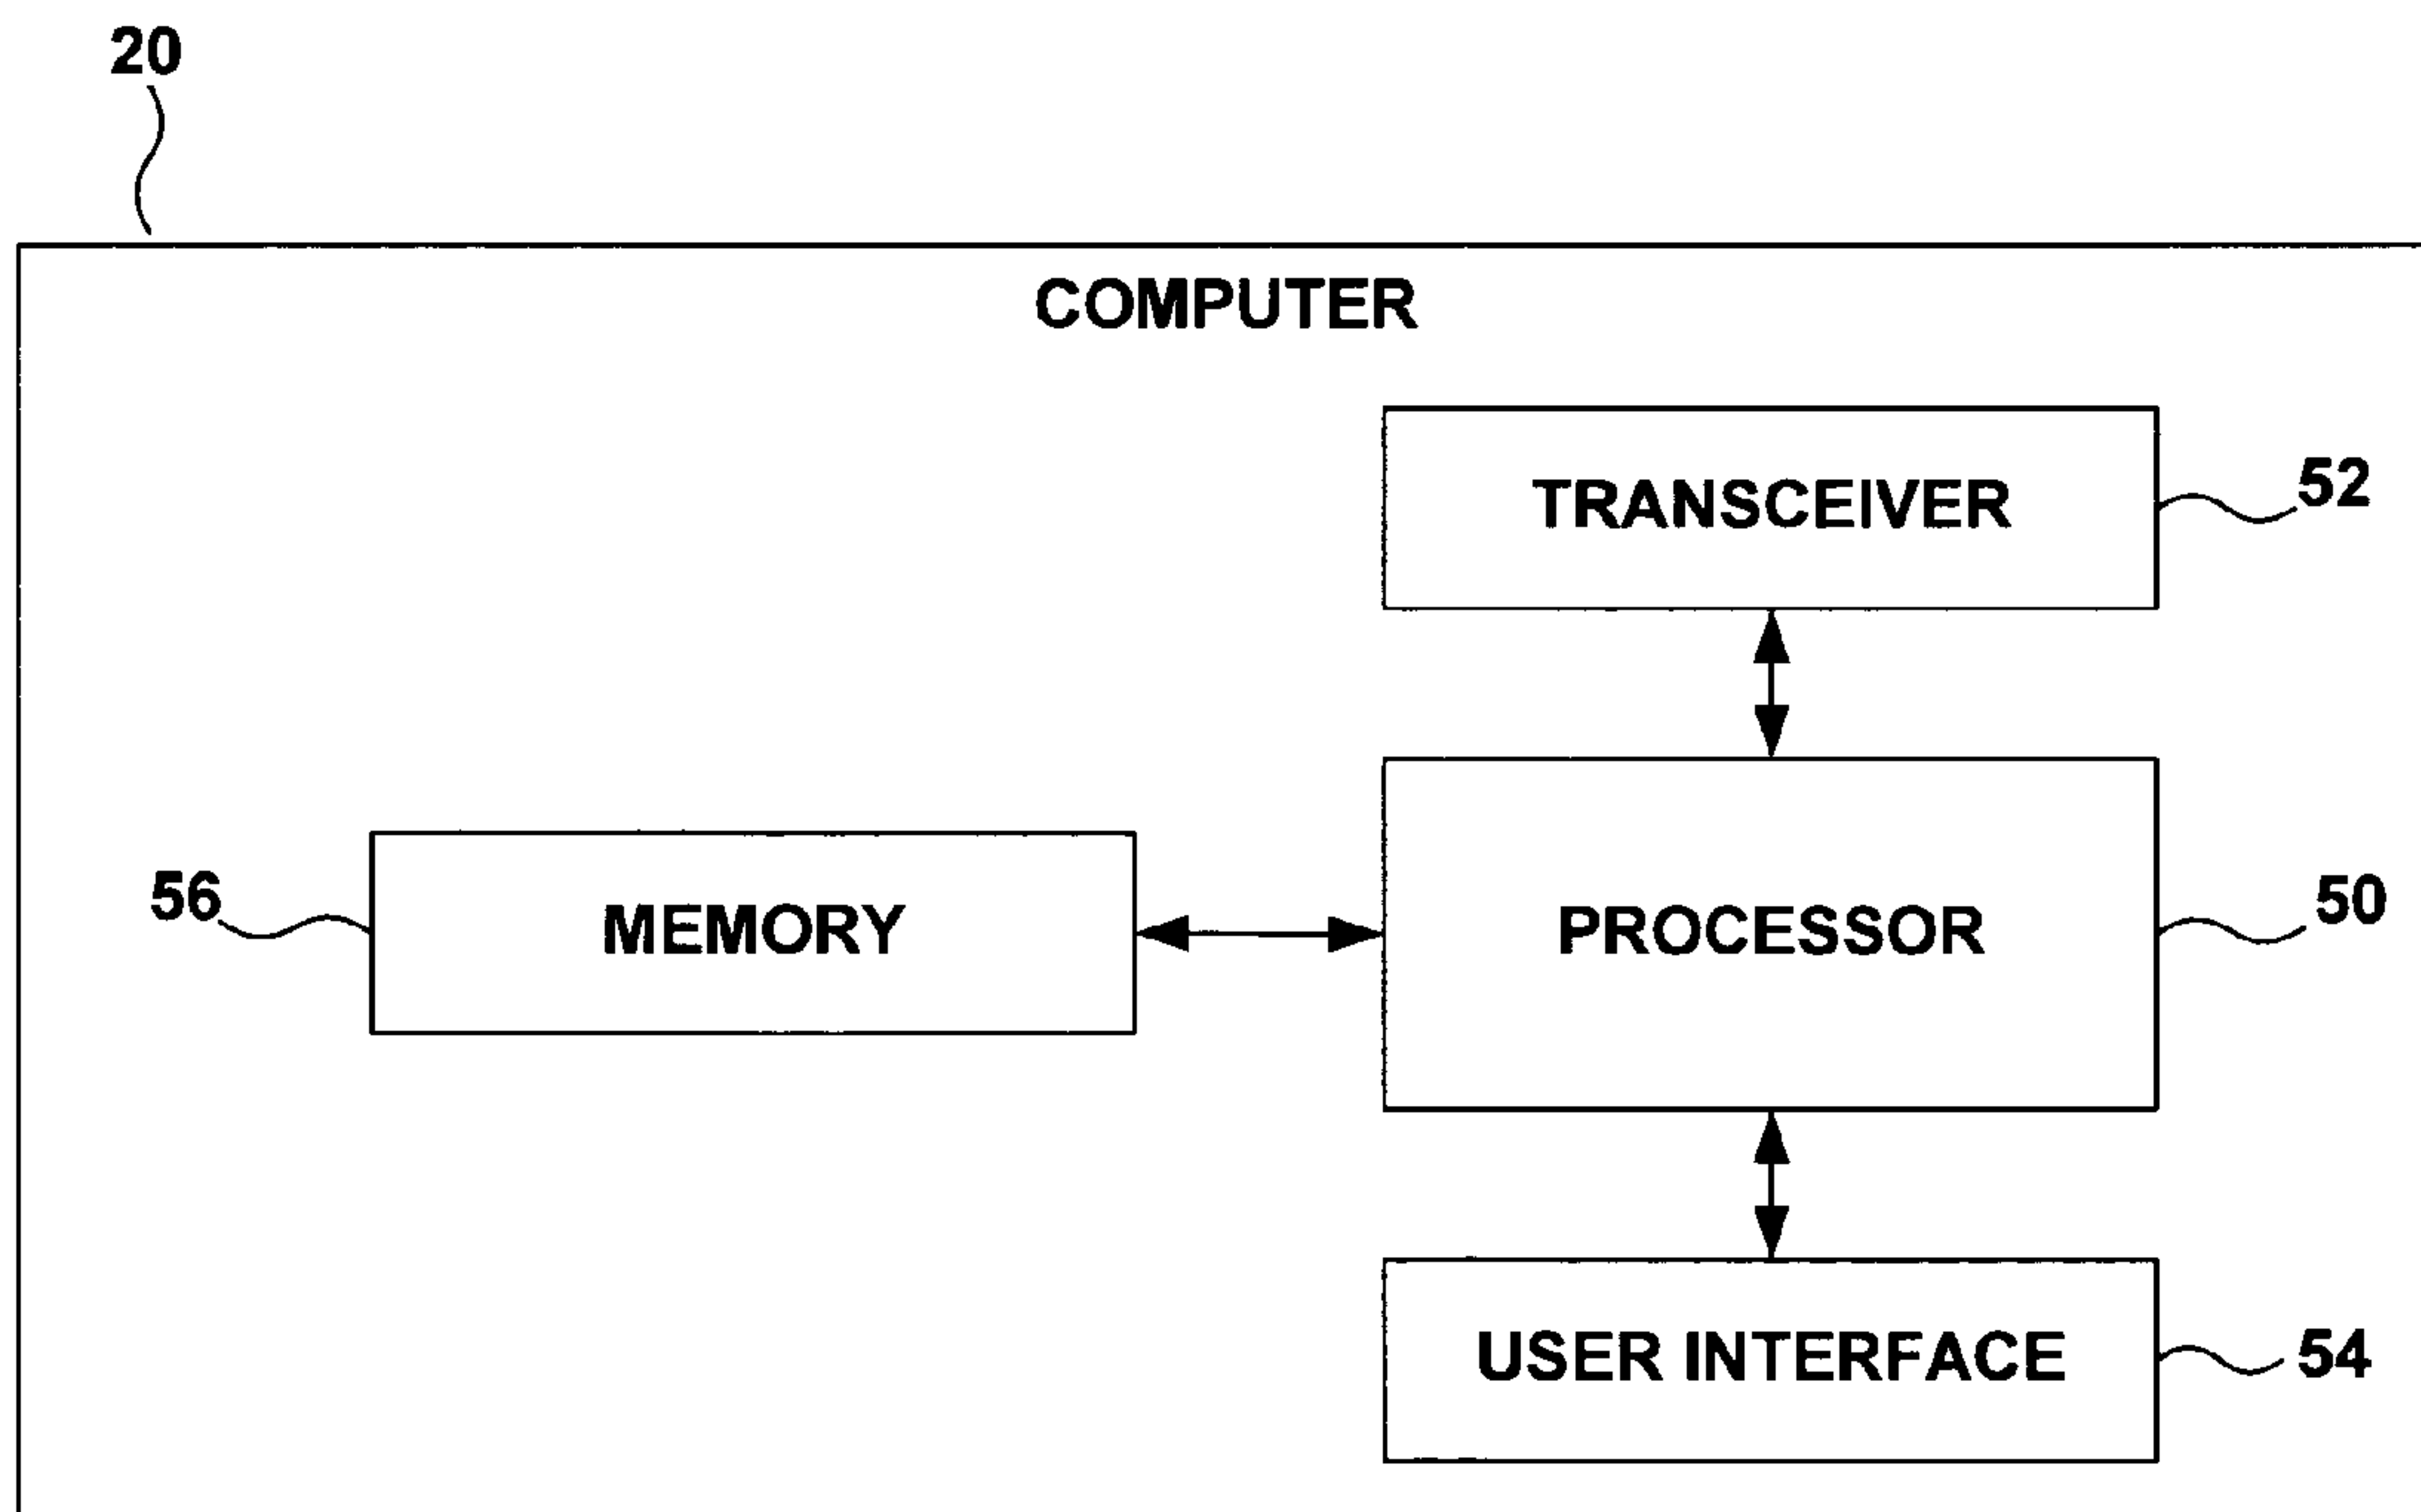 20
COMPUTER
TRANSCEIVER
52
56
MEMORY
PROCESSOR
50
USER INTERFACE
54